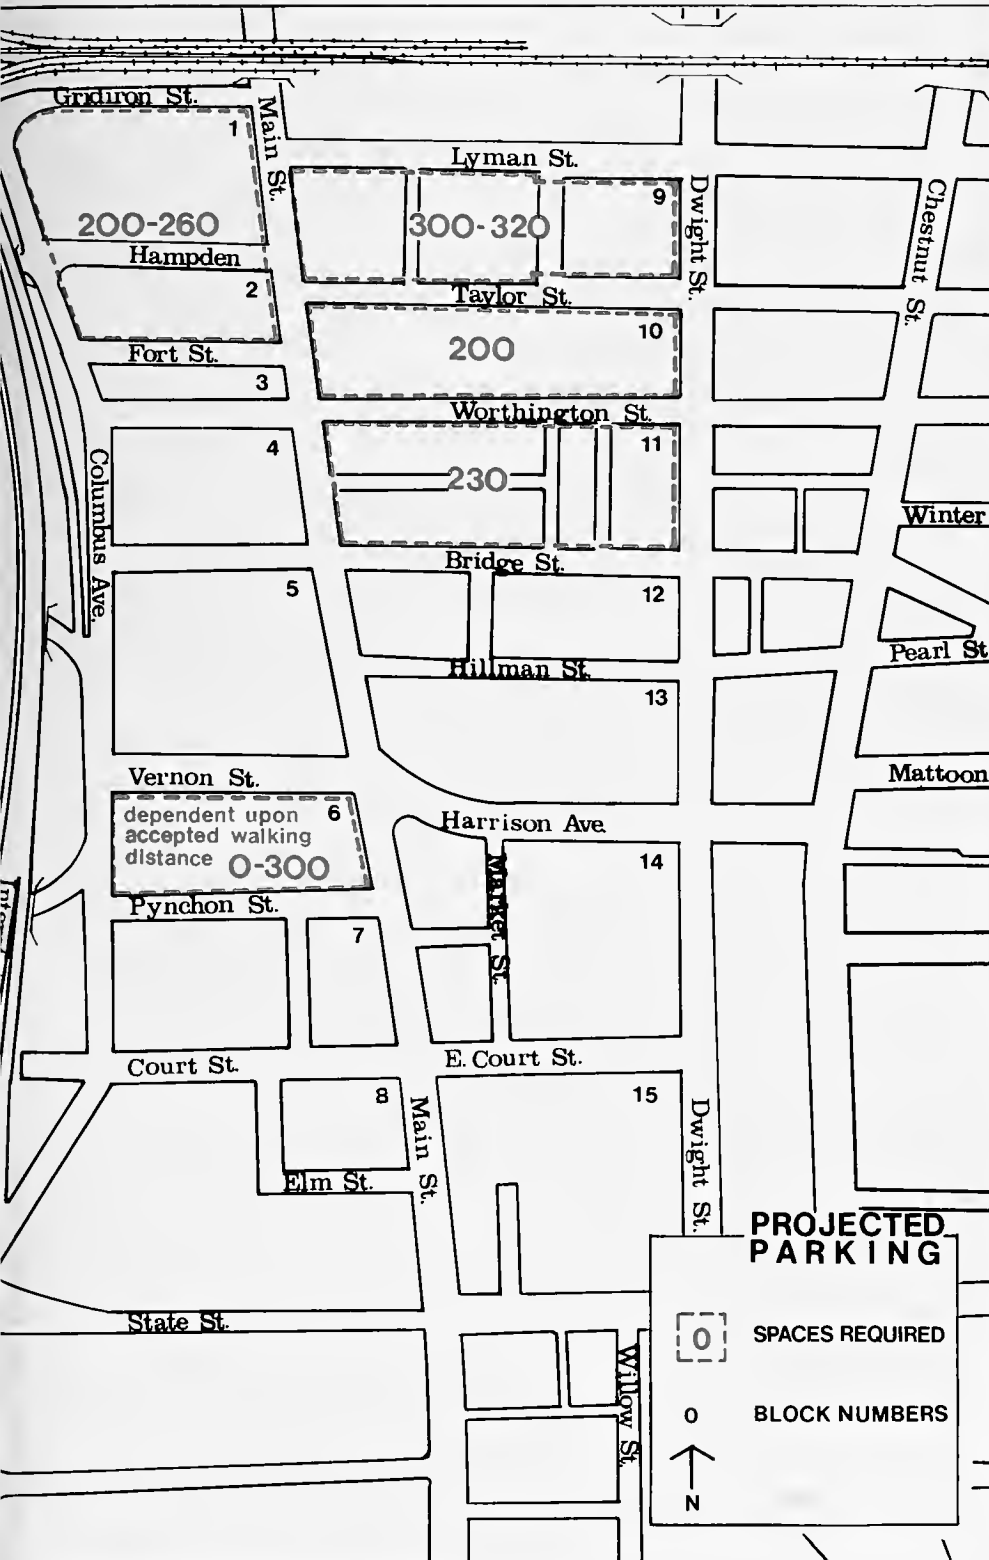 Gridiron St.
1
Main St.
Lyman St.
200-260
300-320
9
Dwight St.
Chestnut St.
Hampden
2
Taylor St.
10
200
Fort St.
3
Worthington St.
4
11
230
Columbus Ave.
Winter
Bridge St.
5
12
Pearl St
Hillman St.
13
Vernon St.
Mattoon
dependent upon
accepted walking
distance 0-300
6
Harrison Ave
14
Market St.
Pynchon St.
7
Court St.
E. Court St.
8
15
Main St.
Dwight St.
Elm St.
State St.
Willow St.
PROJECTED
PARKING
0 SPACES REQUIRED
0 BLOCK NUMBERS
N